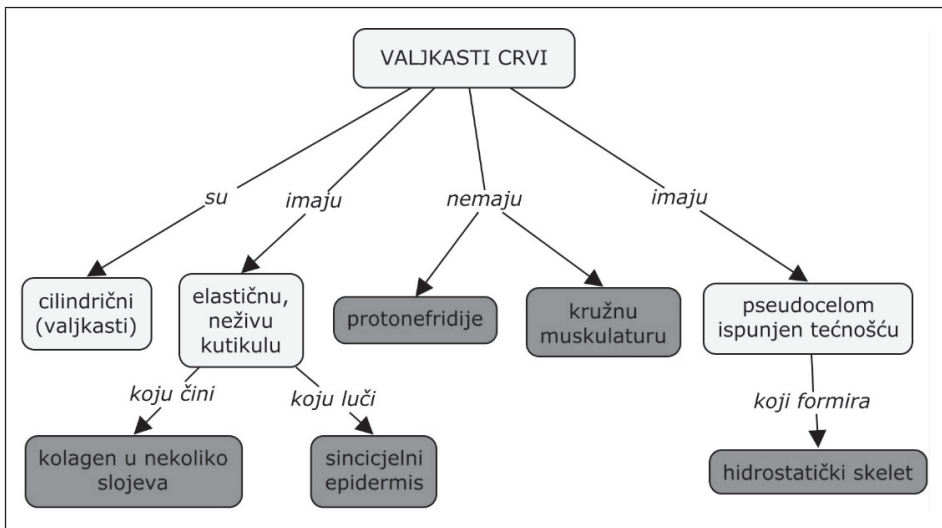 VALJKASTI CRVI
su
imaju
nemaju
imaju
cilindrični
(valjkasti)
elastičnu,
neživu
kutikulu
protonefridije
kružnu
muskulaturu
pseudocelom
ispunjen tećnošću
koju čini
koju luči
koji formira
kolagen u nekoliko
slojeva
sincicjelni
epidermis
hidrostatički skelet